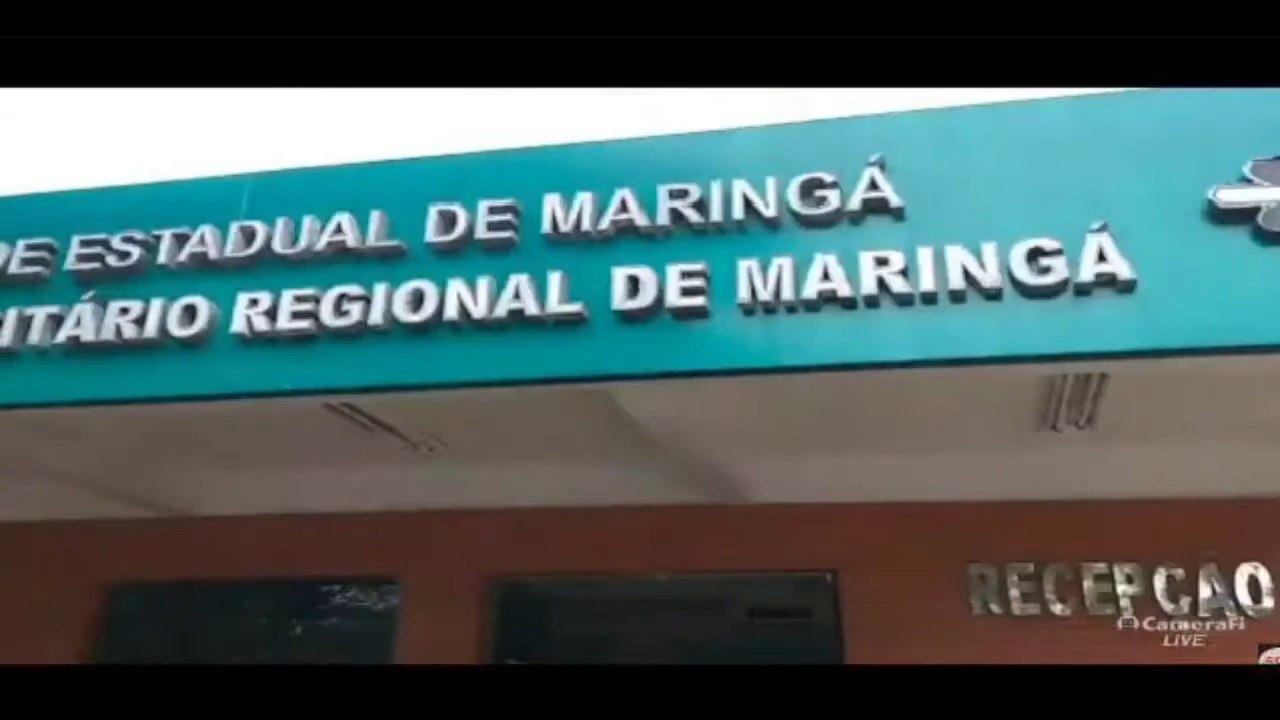 DE ESTADUAL DE MARINGÁ
ITÁRIO REGIONAL DE MARINGÁ
RECEPÇÃO
CameraFi
LIVE